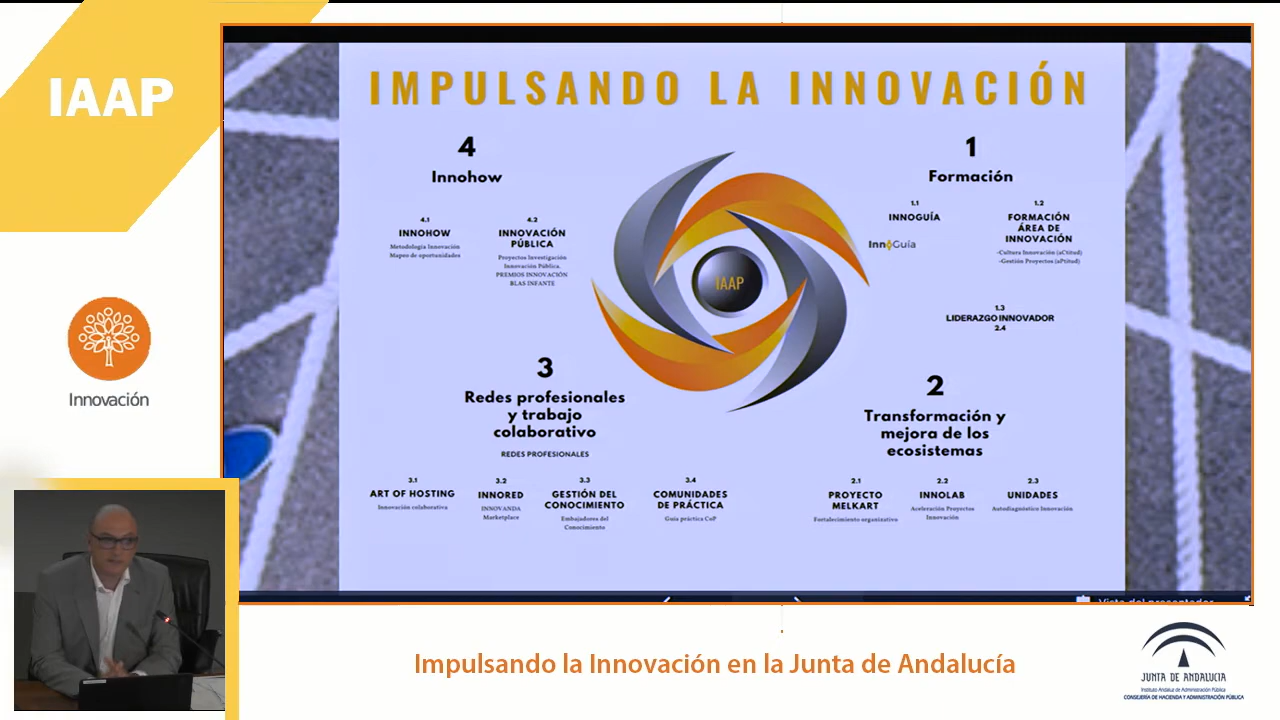 IAAP
Innovación
IMPULSANDO LA INNOVACIÓN
4
Innohow
4.1
INNOHOW
Metodología Innovación
Mapeo de oportunidades
4.2
INNOVACIÓN
PÚBLICA
Proyectos Investigación
Innovación Pública.
PREMIOS INNOVACIÓN
BLAS INFANTE
IAAP
1
Formación
1.1
INNOGUÍA
InnoGuía
1.2
FORMACIÓN
ÁREA DE
INNOVACIÓN
-Cultura Innovación (aCtitud)
-Gestión Proyectos (aPtitud)
1.3
LIDERAZGO INNOVADOR
2.4
3
Redes profesionales
y trabajo
colaborativo
REDES PROFESIONALES
3.1
ART OF HOSTING
Innovación colaborativa
3.2
INNORED
INNOVANDA
Marketplace
3.3
GESTIÓN DEL
CONOCIMIENTO
Embajadores del
Conocimiento
3.4
COMUNIDADES
DE PRÁCTICA
Guía práctica CoP
2
Transformación y
mejora de los
ecosistemas
2.1
PROYECTO
MELKART
Fortalecimiento organizativo
2.2
INNOLAB
Aceleración Proyectos
Innovación
2.3
UNIDADES
Autodiagnóstico Innovación
Vista del presentador
Impulsando la Innovación en la Junta de Andalucía
JUNTA DE ANDALUCIA
Instituto Andaluz de Administración Pública
CONSEJERÍA DE HACIENDA Y ADMINISTRACIÓN PÚBLICA